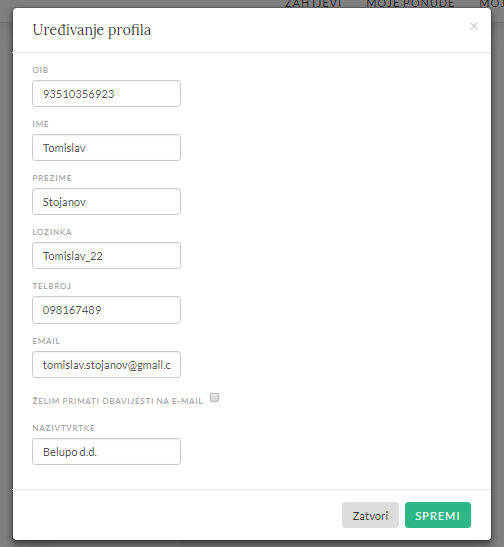 ZAHTJEVI MOJE PONUDE MOJ
Uređivanje profila ×
OIB
93510356923
IME
Tomislav
PREZIME
Stojanov
LOZINKA
Tomislav_22
TELBROJ
098167489
EMAIL
tomislav.stojanov@gmail.c
ŽELIM PRIMATI OBAVIJESTI NA E-MAIL
NAZIVTVRTKE
Belupo d.d.
Zatvori SPREMI